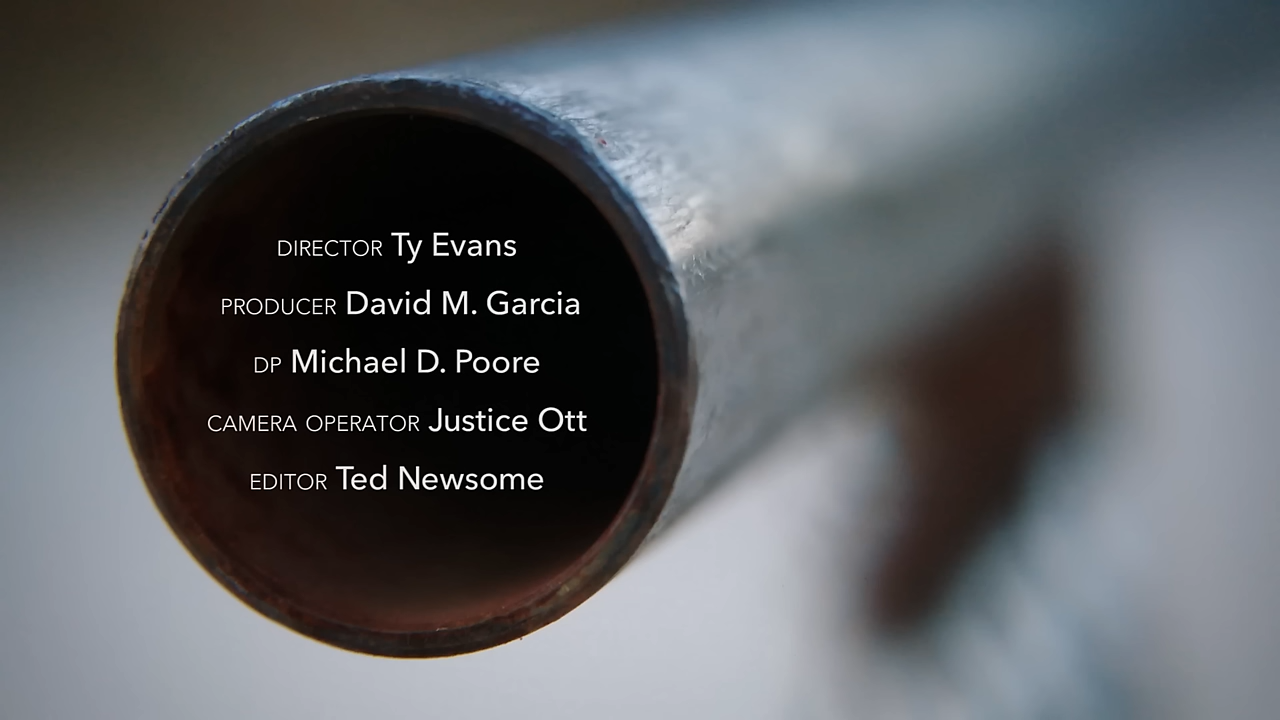 DIRECTOR Ty Evans
PRODUCER David M. Garcia
DP Michael D. Poore
CAMERA OPERATOR Justice Ott
EDITOR Ted Newsome